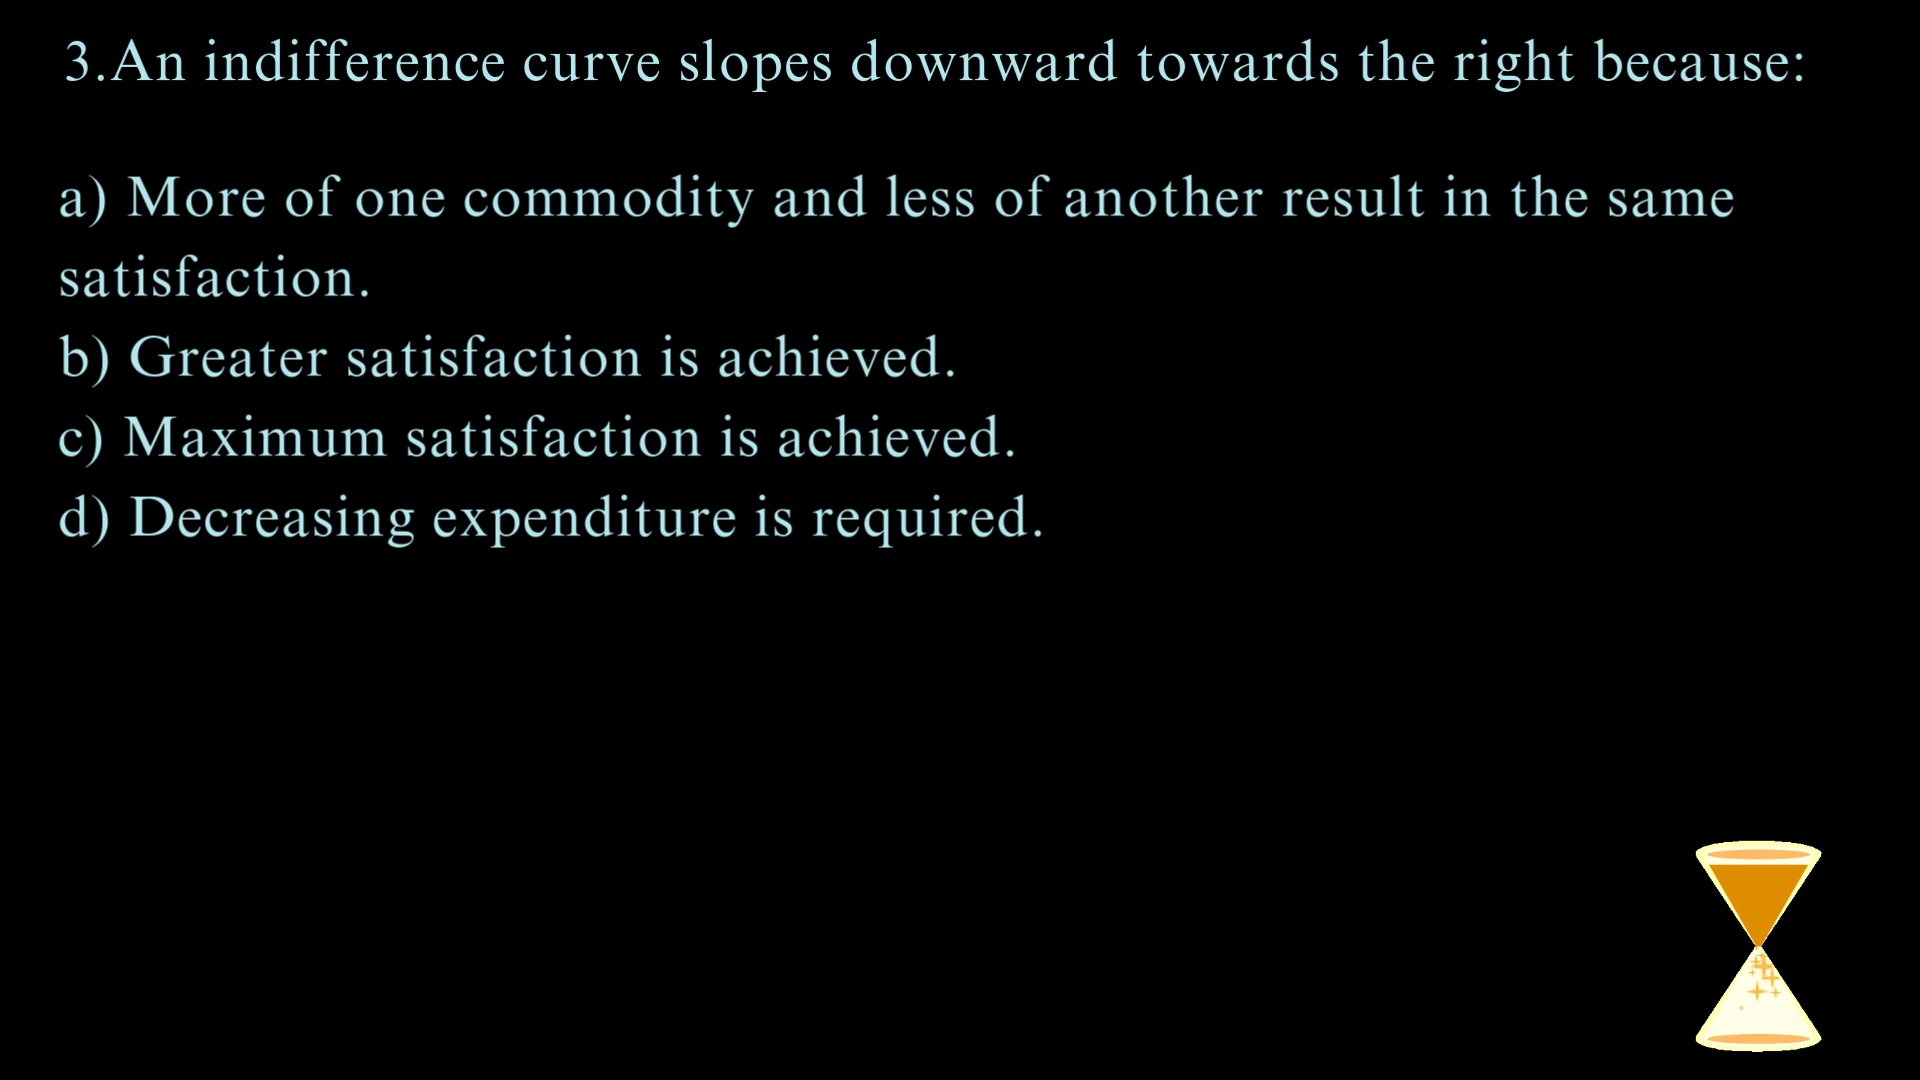 3.An indifference curve slopes downward towards the right because:
a) More of one commodity and less of another result in the same
satisfaction.
b) Greater satisfaction is achieved.
c) Maximum satisfaction is achieved.
d) Decreasing expenditure is required.